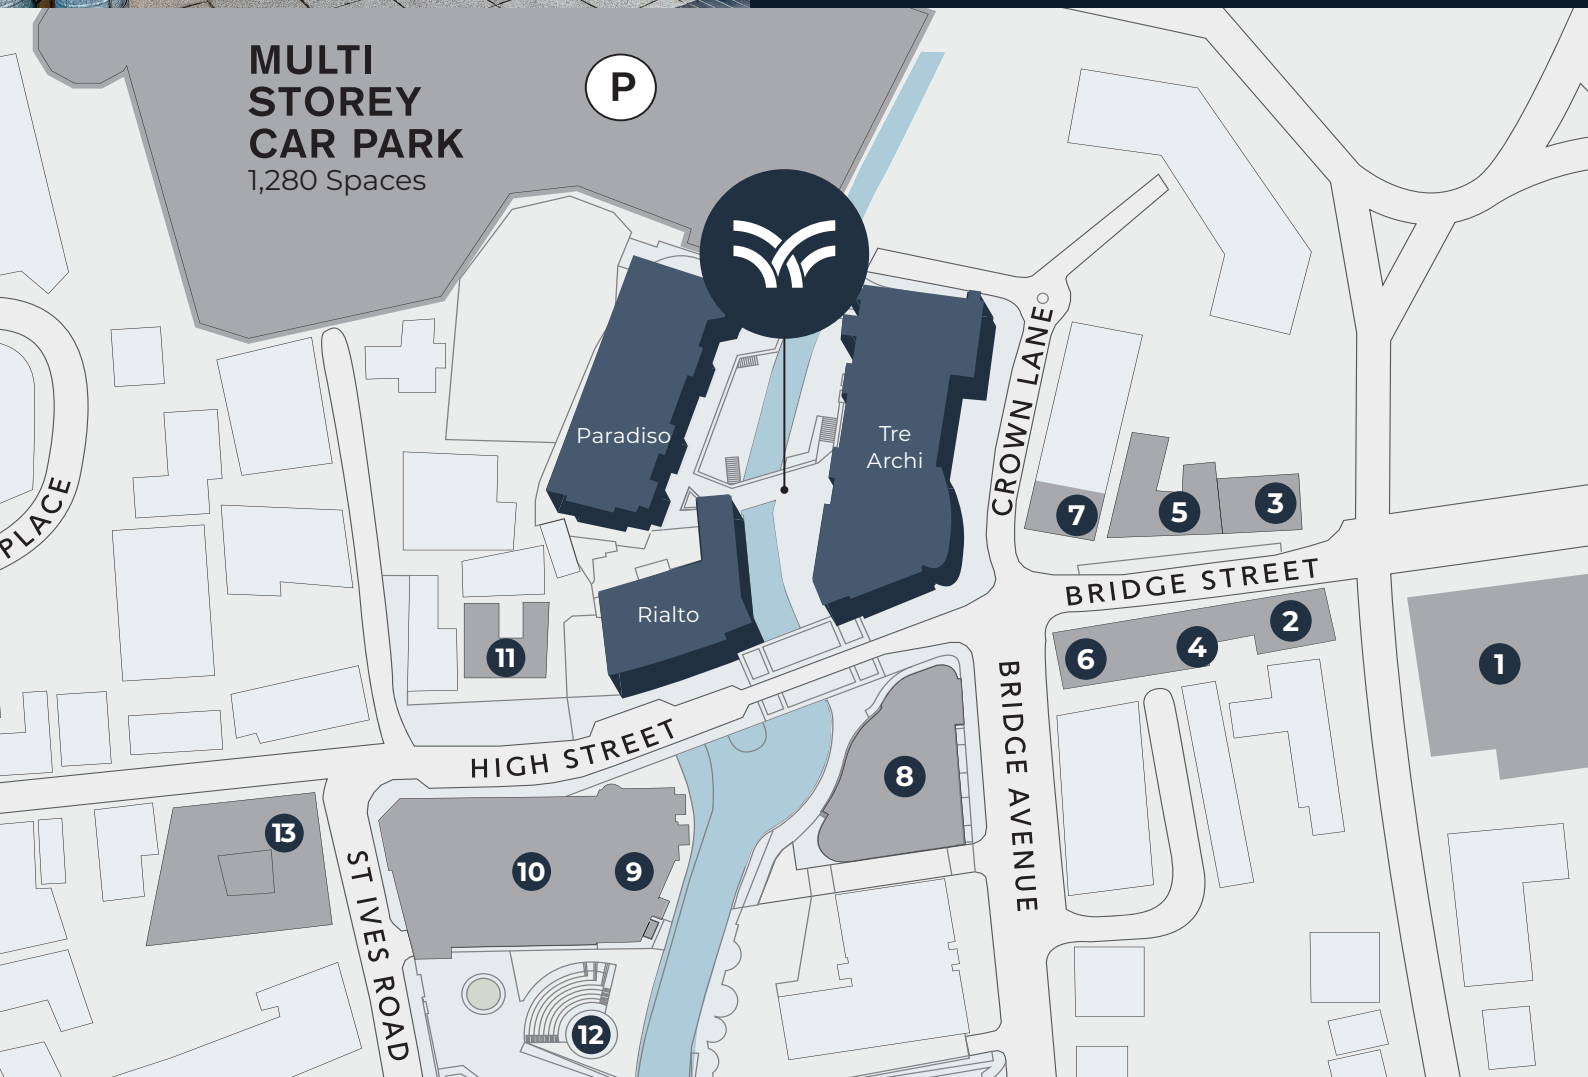 MULTI
STOREY
CAR PARK
1,280 Spaces
P
Paradiso
Tre
Archi
CROWN LANE
PLACE
7
5
3
BRIDGE STREET
Rialto
2
4
6
11
1
BRIDGE AVENUE
HIGH STREET
8
13
10
9
ST IVES ROAD
12